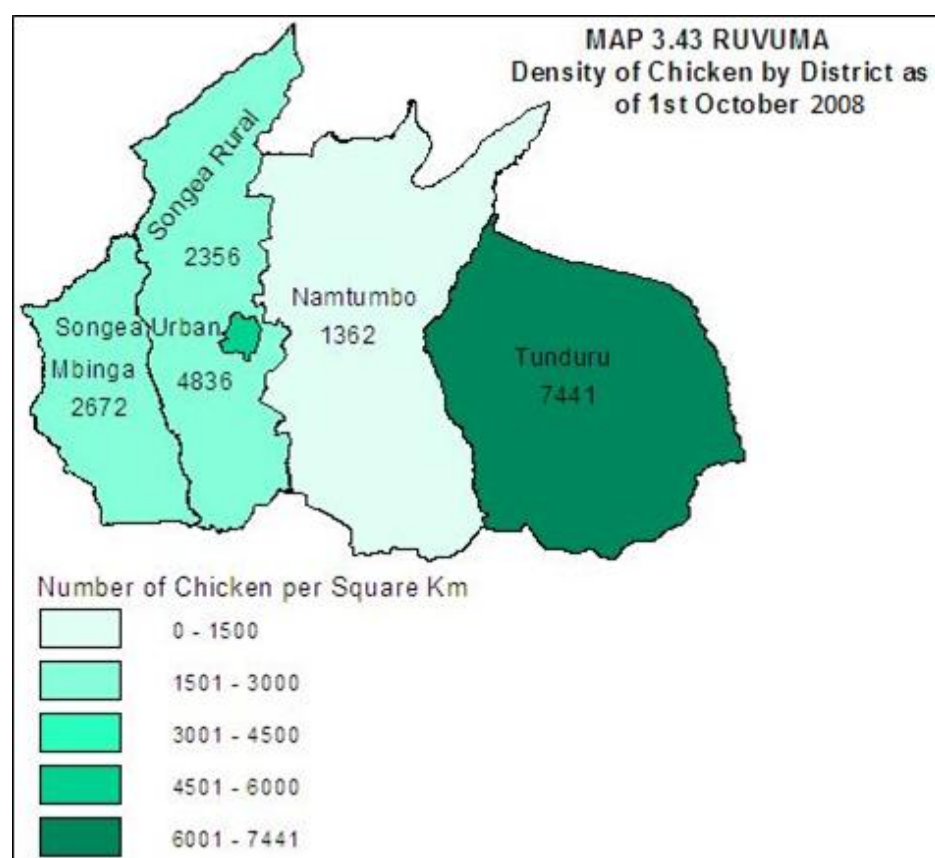 MAP 3.43 RUVUMA
Density of Chicken by District as
of 1st October 2008
Songea Rural
2356
Namtumbo
1362
Songea Urban
4836
Mbinga
2672
Tunduru
7441
Number of Chicken per Square Km
0 - 1500
1501 - 3000
3001 - 4500
4501 - 6000
6001 - 7441